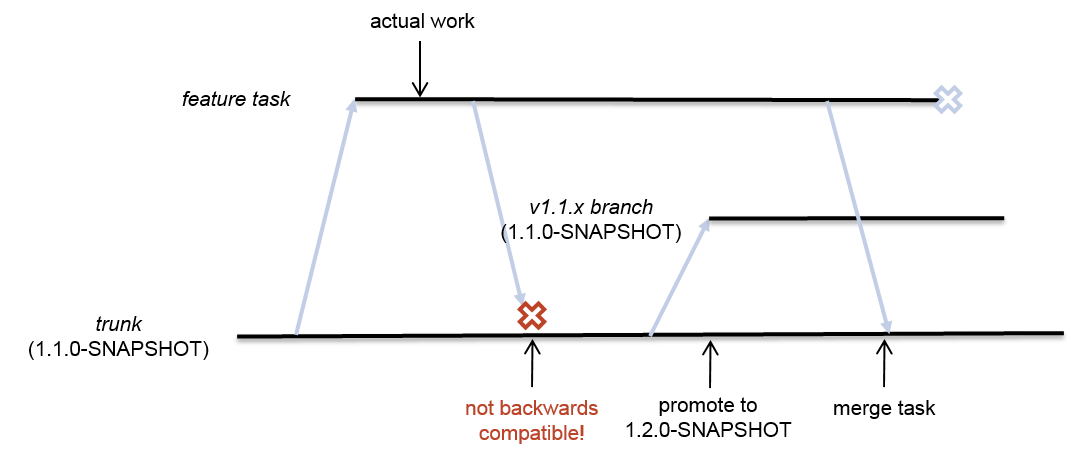 actual work
feature task
v1.1.x branch
(1.1.0-SNAPSHOT)
trunk
(1.1.0-SNAPSHOT)
not backwards
compatible!
promote to
1.2.0-SNAPSHOT
merge task